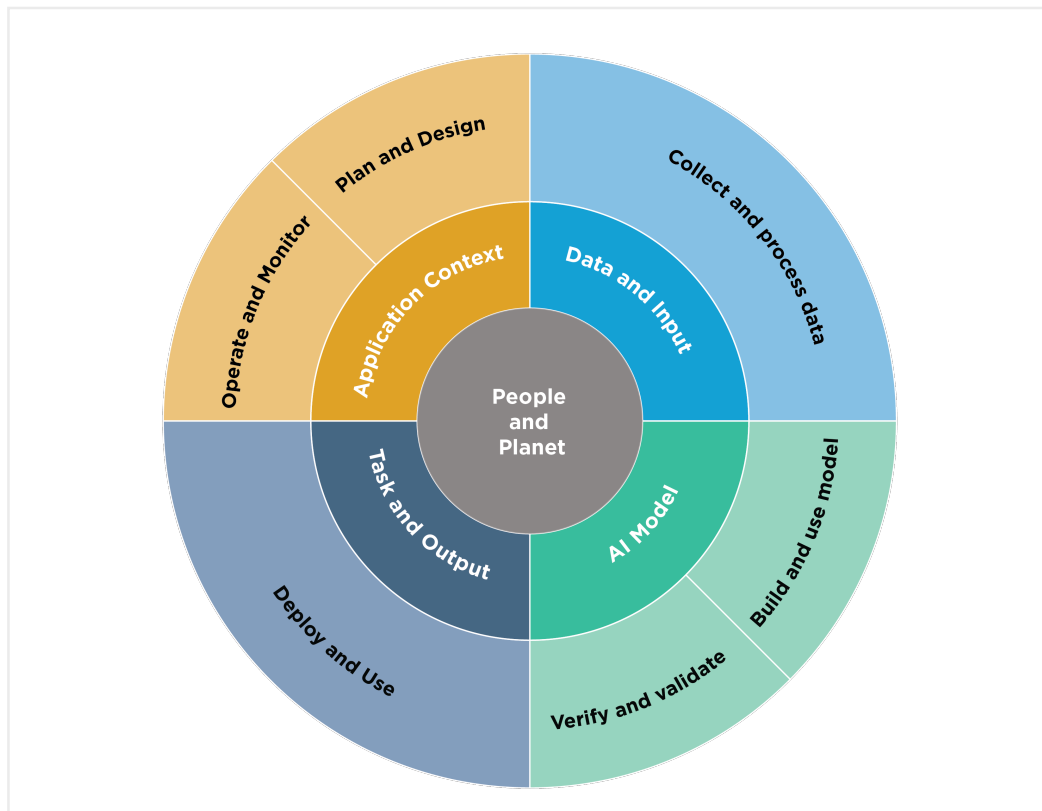 Plan and Design
Collect and process data
Operate and Monitor
Application Context
Data and Input
People
and
Planet
Task and Output
AI Model
Build and use model
Deploy and Use
Verify and validate